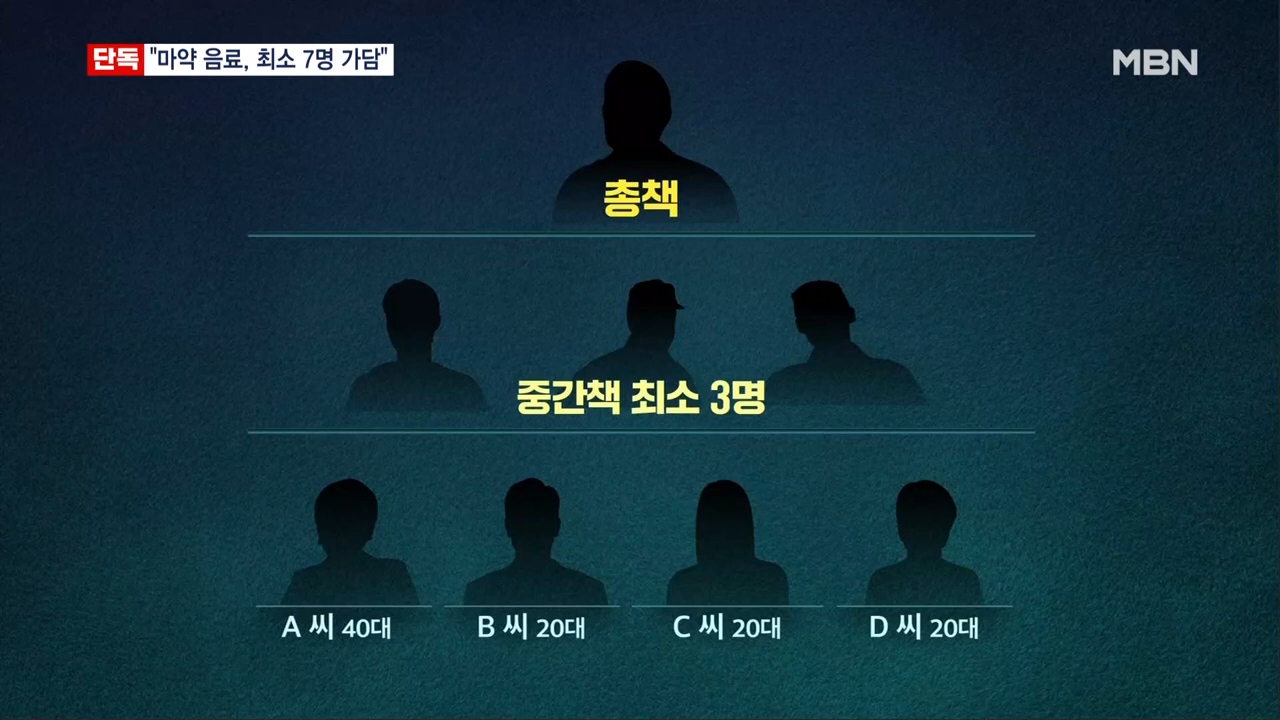 단독 "마약 음료, 최소 7명 가담"
MBN
총책
중간책 최소 3명
A 씨 40대
B 씨 20대
C 씨 20대
D 씨 20대